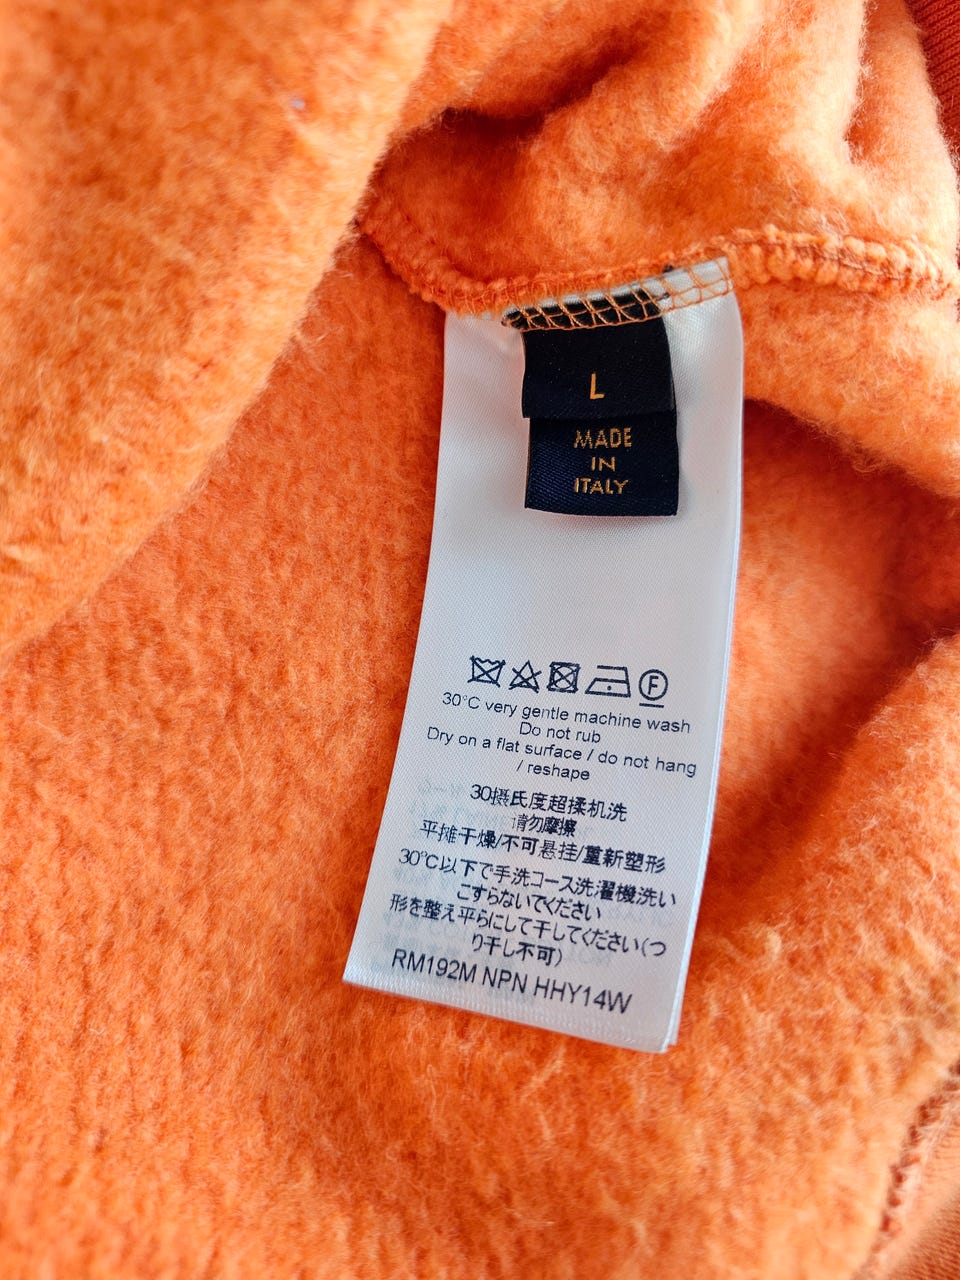 L
MADE
IN
ITALY
F
30°C very gentle machine wash
Do not rub
Dry on a flat surface / do not hang
/ reshape
30摄氏度超揉机洗
请勿摩擦
平摊干燥/不可悬挂/重新塑形
30°C以下で手洗コース洗濯機洗い
こすらないでください
形を整え平らにして干してください(つ
り干し不可)
RM192M NPN HHY14W